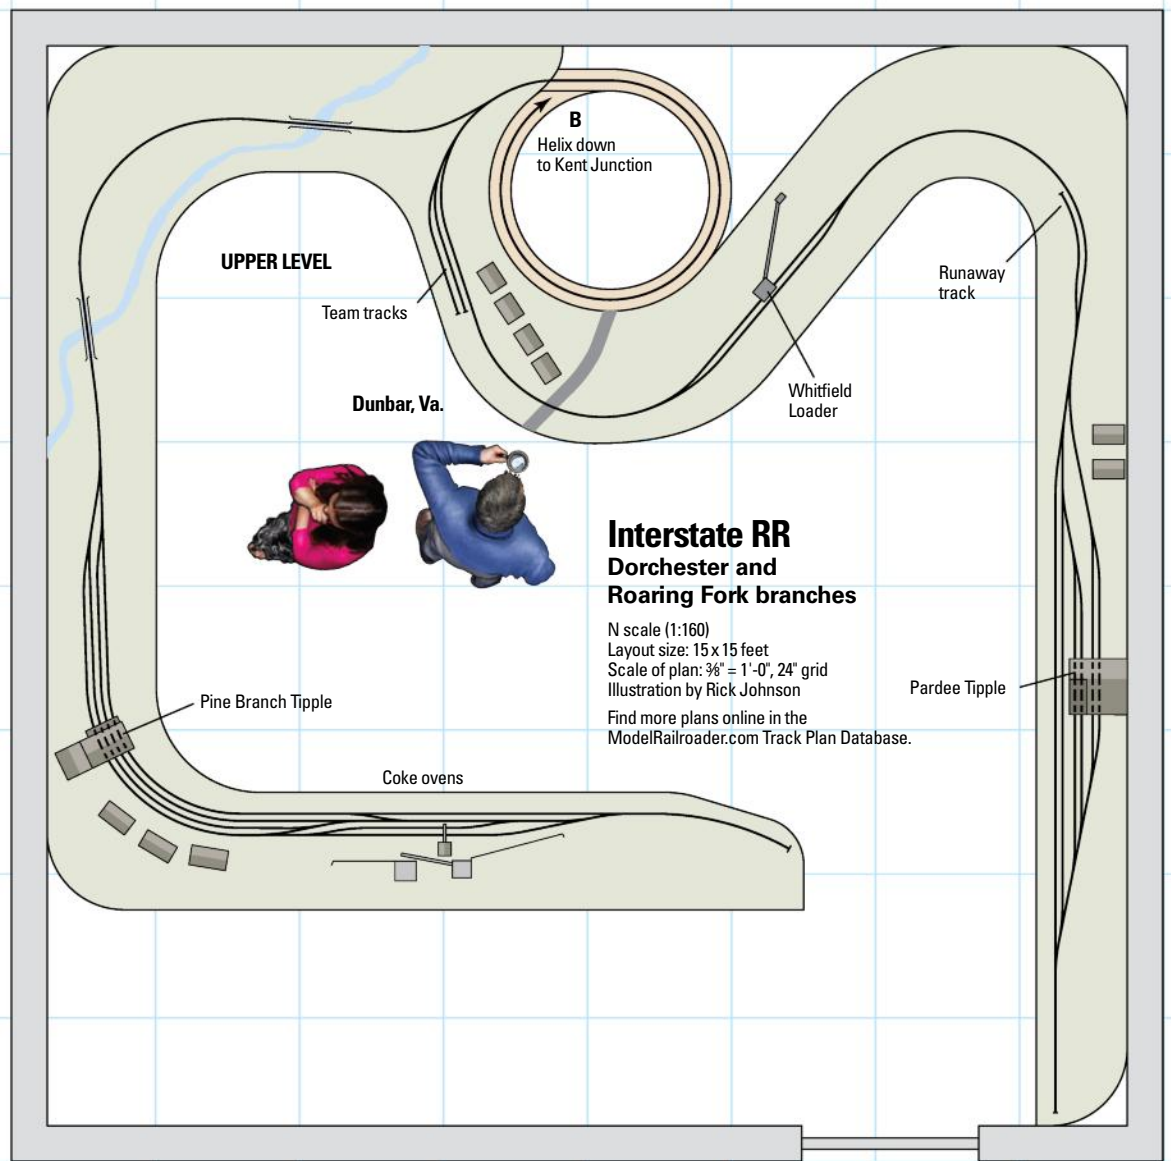 B
Helix down
to Kent Junction
UPPER LEVEL
Team tracks
Runaway
track
Whitfield
Loader
Dunbar, Va.
Interstate RR
Dorchester and
Roaring Fork branches
N scale (1:160)
Layout size: 15 x 15 feet
Scale of plan: ⅜" = 1'-0", 24" grid
Illustration by Rick Johnson
Find more plans online in the
ModelRailroader.com Track Plan Database.
Pardee Tipple
Pine Branch Tipple
Coke ovens